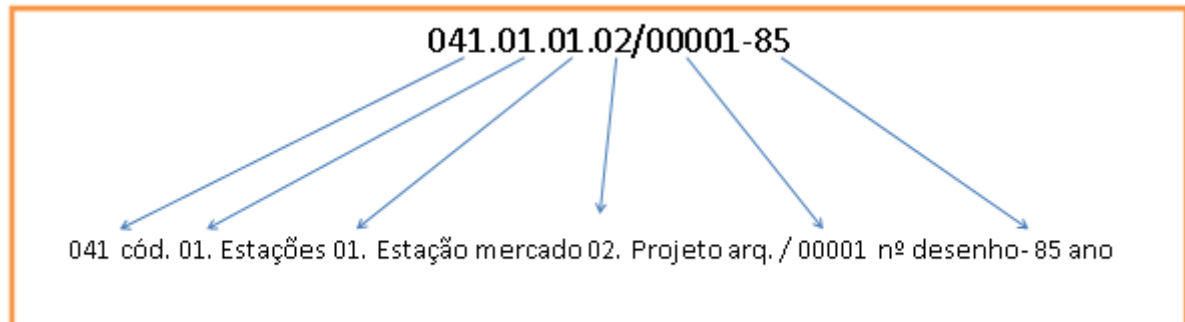 041.01.01.02/00001-85
041 cód. 01. Estações 01. Estação mercado 02. Projeto arq. / 00001 nº desenho- 85 ano